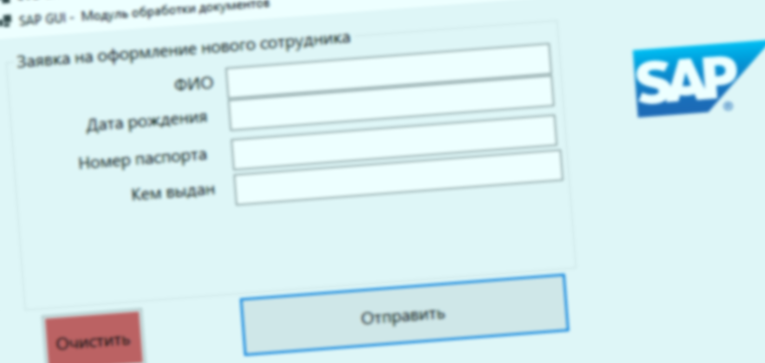 SAP GUI - Модуль обработки документов
Заявка на оформление нового сотрудника
ФИО
Дата рождения
Номер паспорта
Кем выдан
Очистить
Отправить
SAP®